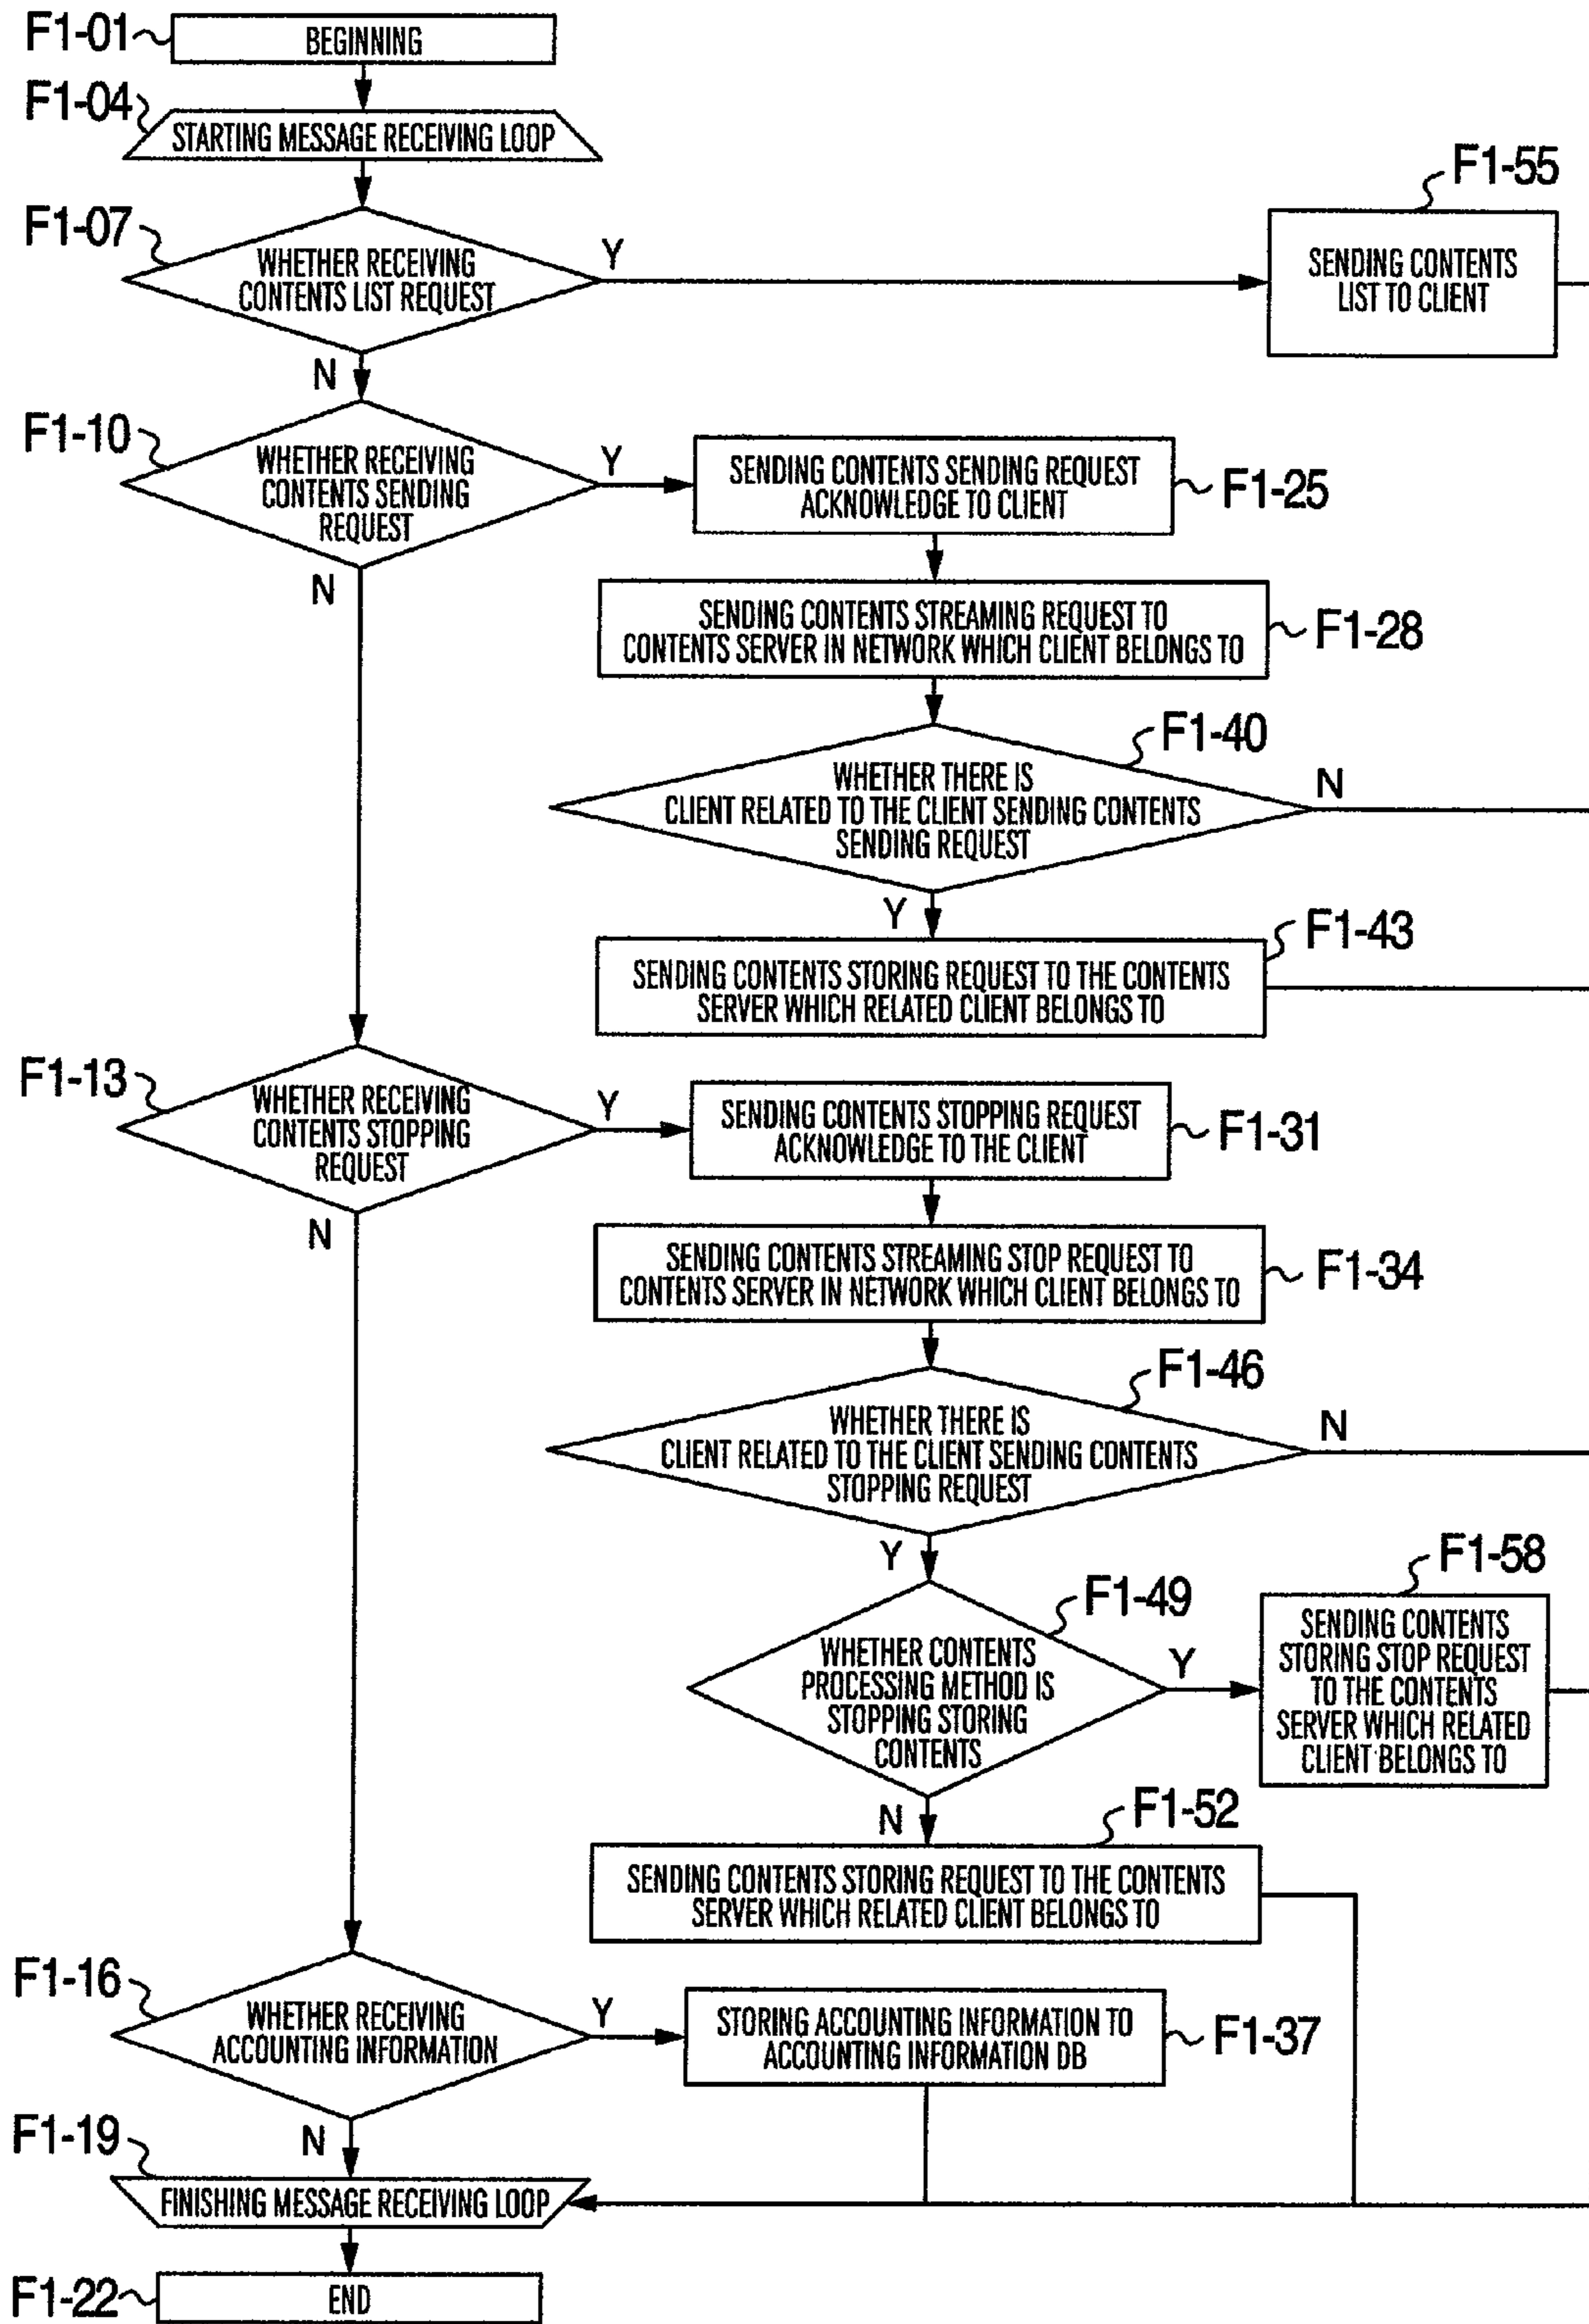 F1-01
BEGINNING
F1-04
STARTING MESSAGE RECEIVING LOOP
F1-55
F1-07
WHETHER RECEIVING
CONTENTS LIST REQUEST
Y
SENDING CONTENTS
LIST TO CLIENT
N
F1-10
WHETHER RECEIVING
CONTENTS SENDING
REQUEST
Y
SENDING CONTENTS SENDING REQUEST
ACKNOWLEDGE TO CLIENT
F1-25
N
SENDING CONTENTS STREAMING REQUEST TO
CONTENTS SERVER IN NETWORK WHICH CLIENT BELONGS TO
F1-28
F1-40
WHETHER THERE IS
CLIENT RELATED TO THE CLIENT SENDING CONTENTS
SENDING REQUEST
N
Y
F1-43
SENDING CONTENTS STORING REQUEST TO THE CONTENTS
SERVER WHICH RELATED CLIENT BELONGS TO
F1-13
WHETHER RECEIVING
CONTENTS STOPPING
REQUEST
Y
SENDING CONTENTS STOPPING REQUEST
ACKNOWLEDGE TO THE CLIENT
F1-31
N
SENDING CONTENTS STREAMING STOP REQUEST TO
CONTENTS SERVER IN NETWORK WHICH CLIENT BELONGS TO
F1-34
F1-46
WHETHER THERE IS
CLIENT RELATED TO THE CLIENT SENDING CONTENTS
STOPPING REQUEST
N
Y
F1-49
WHETHER CONTENTS
PROCESSING METHOD IS
STOPPING STORING
CONTENTS
Y
F1-58
SENDING CONTENTS
STORING STOP REQUEST
TO THE CONTENTS
SERVER WHICH RELATED
CLIENT BELONGS TO
N
F1-52
SENDING CONTENTS STORING REQUEST TO THE CONTENTS
SERVER WHICH RELATED CLIENT BELONGS TO
F1-16
WHETHER RECEIVING
ACCOUNTING INFORMATION
Y
STORING ACCOUNTING INFORMATION TO
ACCOUNTING INFORMATION DB
F1-37
N
F1-19
FINISHING MESSAGE RECEIVING LOOP
F1-22
END